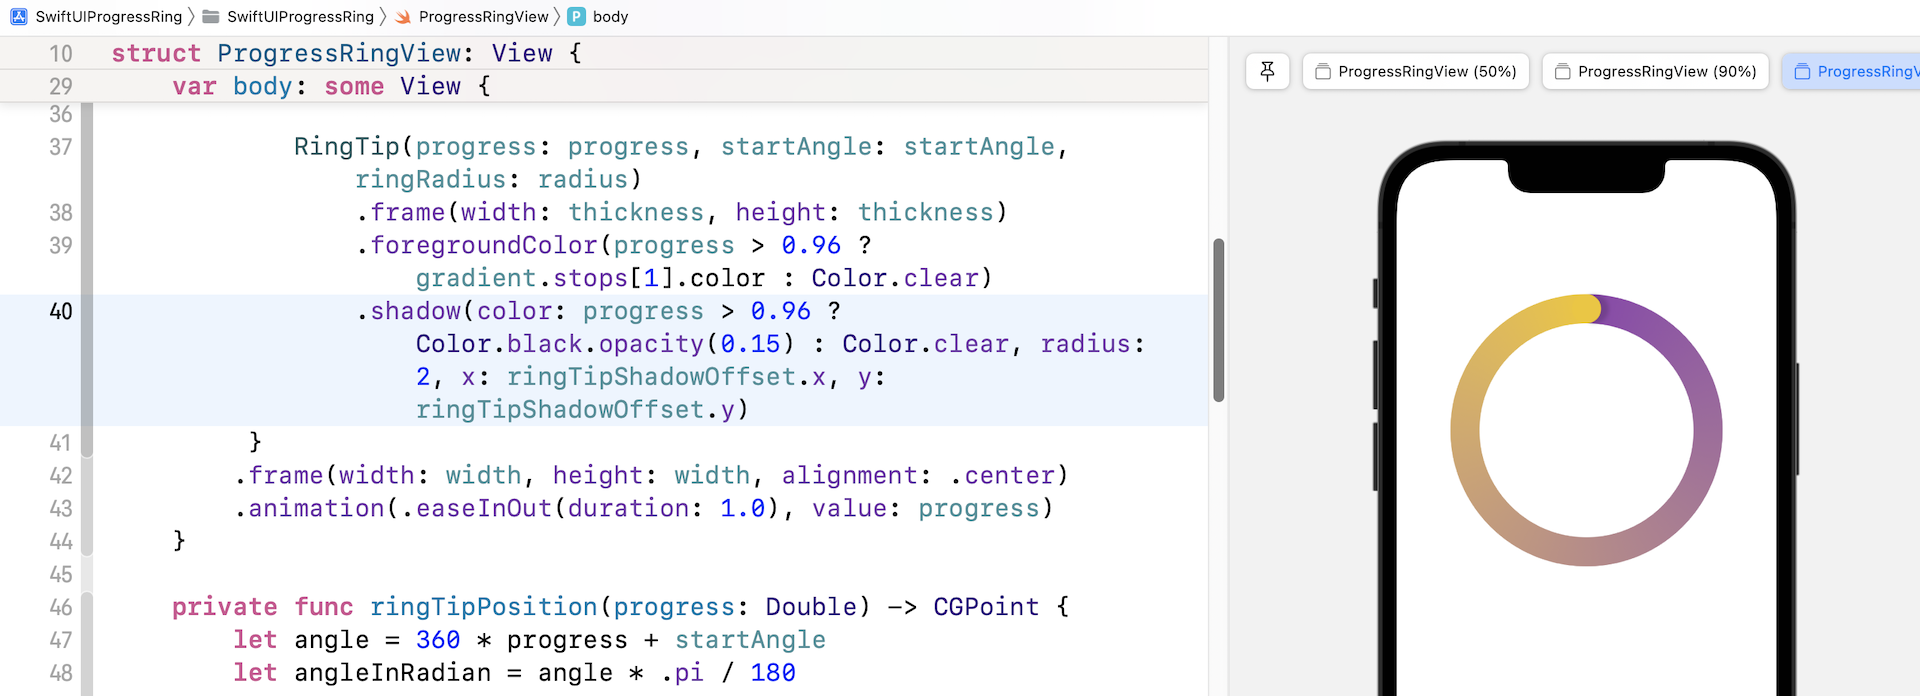 SwiftUIProgressRing SwiftUIProgressRing ProgressRingView P body
10 struct ProgressRingView: View {
29 var body: some View {
36
37 RingTip(progress: progress, startAngle: startAngle,
ringRadius: radius)
38 .frame(width: thickness, height: thickness)
39 .foregroundColor(progress > 0.96 ?
gradient.stops[1].color : Color.clear)
40 .shadow(color: progress > 0.96 ?
Color.black.opacity(0.15) : Color.clear, radius:
2, x: ringTipShadowOffset.x, y:
ringTipShadowOffset.y)
41 }
42 .frame(width: width, height: width, alignment: .center)
43 .animation(.easeInOut(duration: 1.0), value: progress)
44 }
45
46 private func ringTipPosition(progress: Double) -> CGPoint {
47 let angle = 360 * progress + startAngle
48 let angleInRadian = angle * .pi / 180
ProgressRingView (50%) ProgressRingView (90%) ProgressRingV